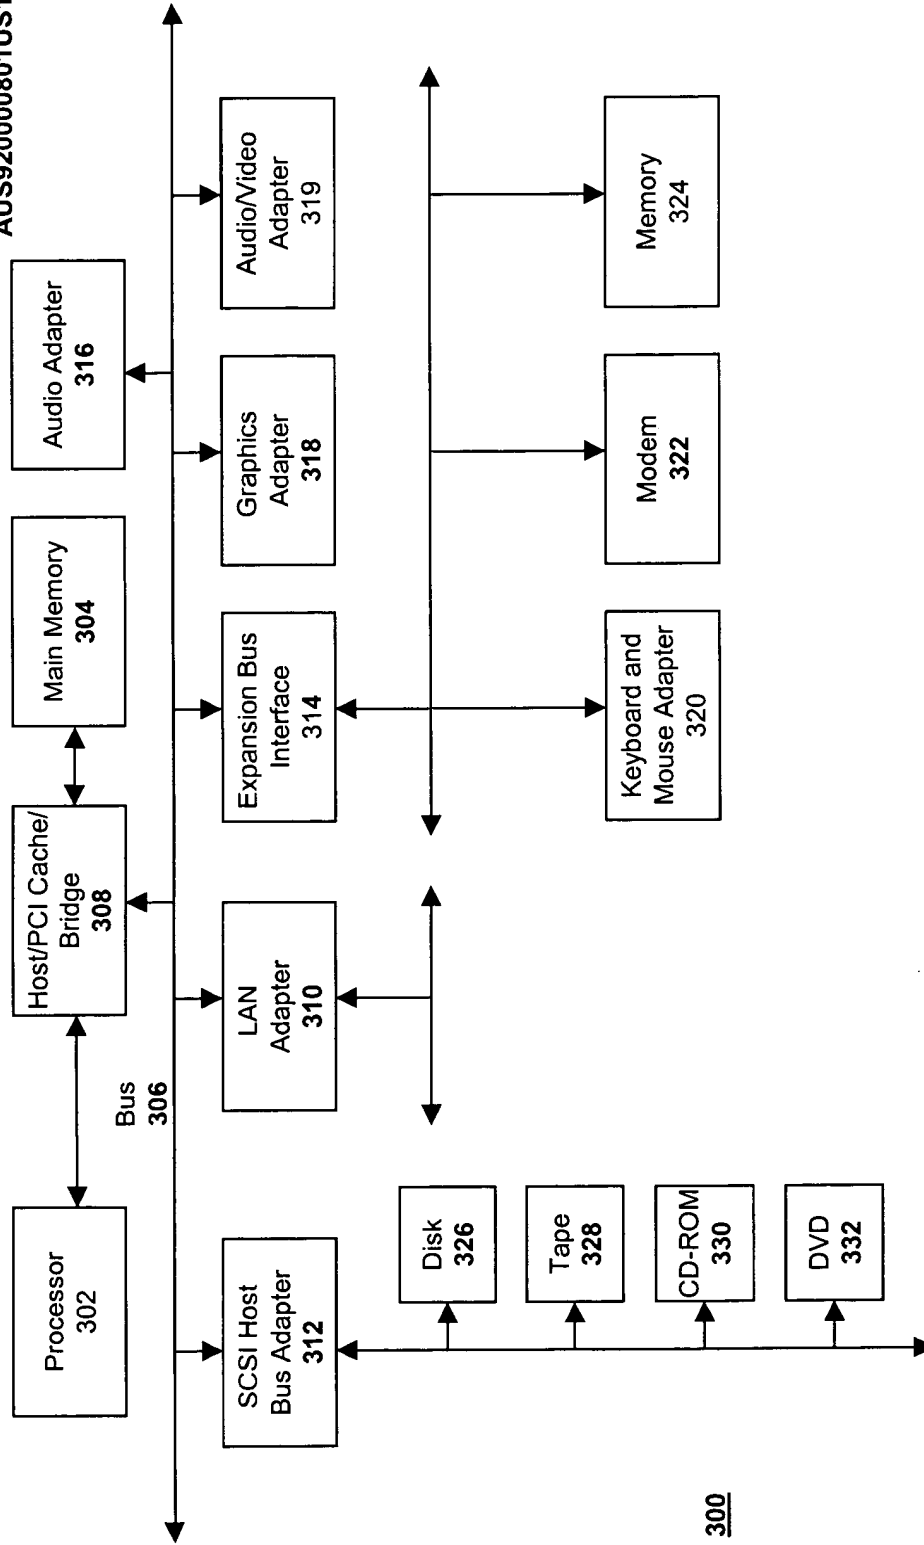 AUS920000801US1
Processor
302
Host/PCI Cache/
Bridge
308
Main Memory
304
Audio Adapter
316
Bus
306
SCSI Host
Bus Adapter
312
LAN
Adapter
310
Expansion Bus
Interface
314
Graphics
Adapter
318
Audio/Video
Adapter
319
Disk
326
Tape
328
CD-ROM
330
DVD
332
Keyboard and
Mouse Adapter
320
Modem
322
Memory
324
300